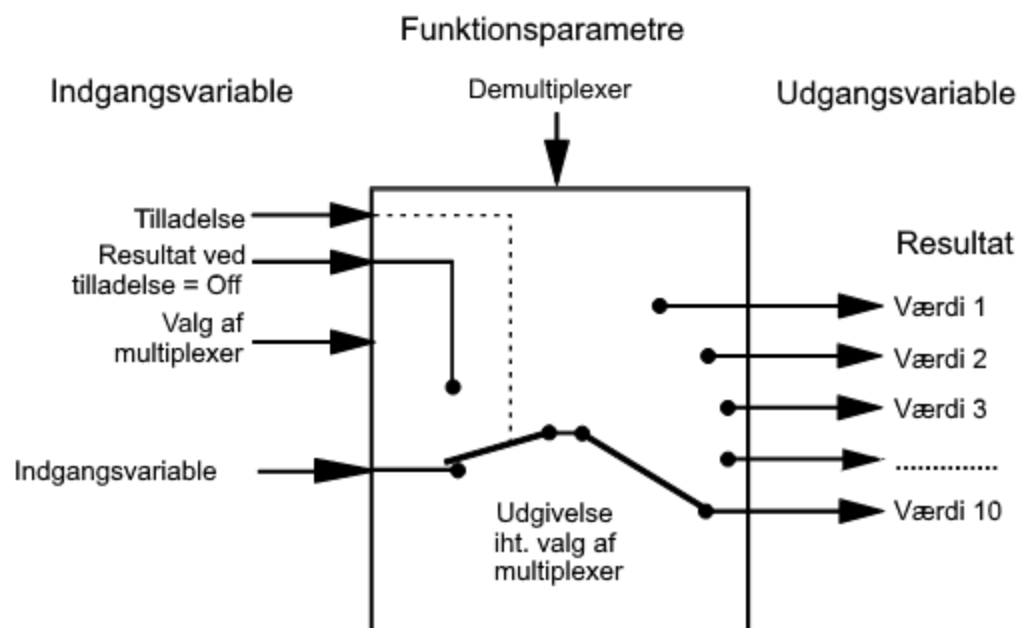 Funktionsparametre
Indgangsvariable
Demultiplexer
Udgangsvariable
Tilladelse
Resultat ved
tilladelse = Off
Valg af
multiplexer
Indgangsvariable
Udgivelse
iht. valg af
multiplexer
Resultat
Værdi 1
Værdi 2
Værdi 3
..............
Værdi 10